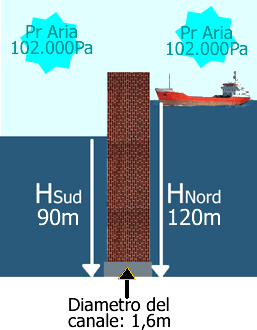 Pr Aria
102.000Pa
Pr Aria
102.000Pa
HSud
90m
HNord
120m
Diametro del
canale: 1,6m